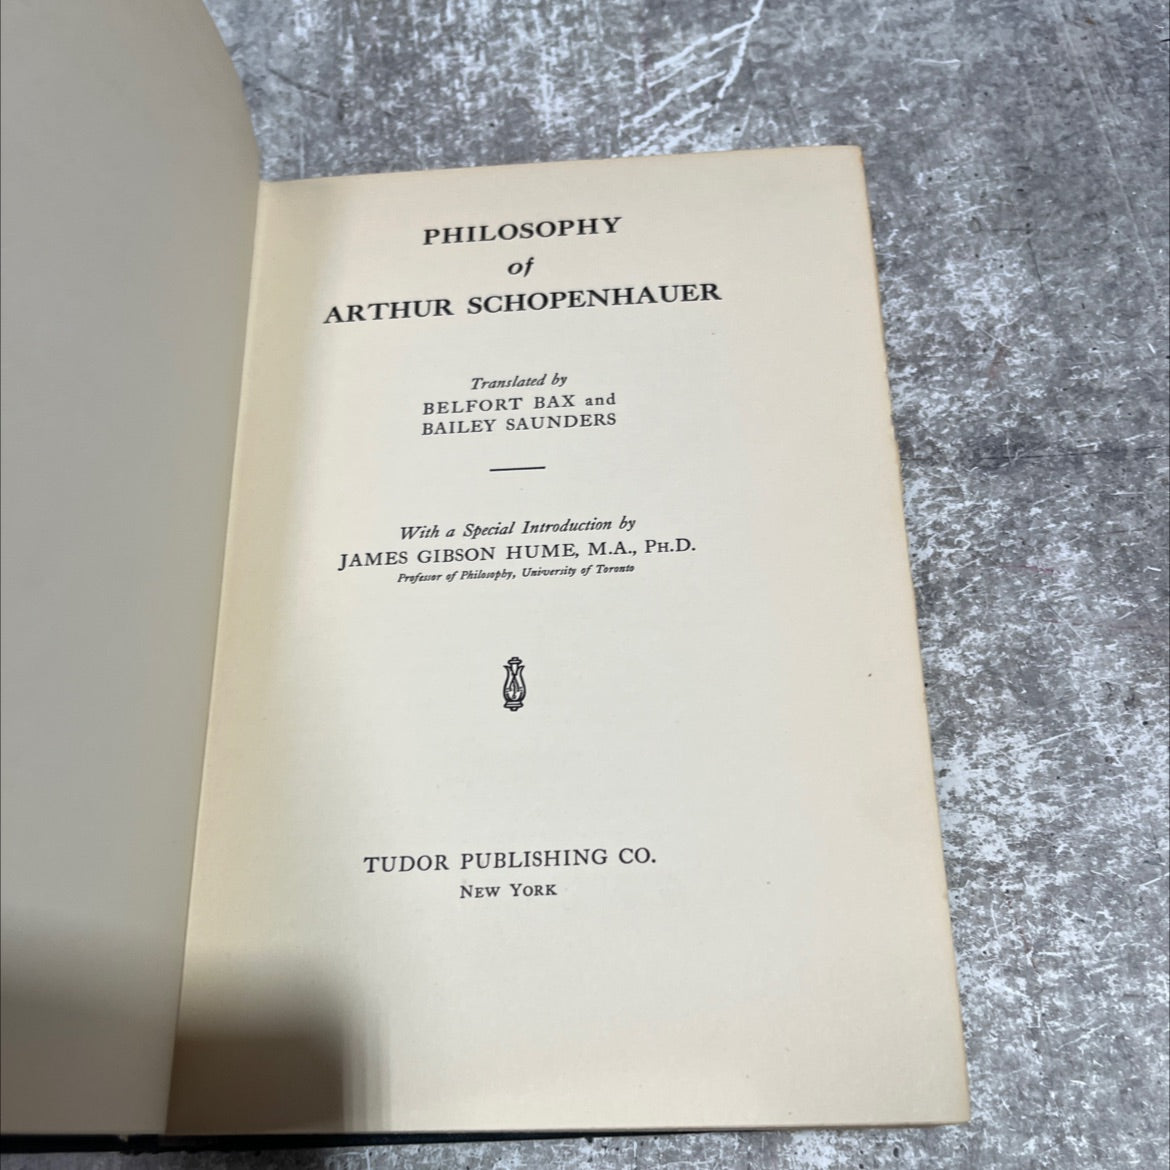 PHILOSOPHY
of
ARTHUR SCHOPENHAUER
Translated by
BELFORT BAX and
BAILEY SAUNDERS
With a Special Introduction by
JAMES GIBSON HUME, M.A., PH.D.
Professor of Philosophy, University of Toronto
TUDOR PUBLISHING CO.
NEW YORK